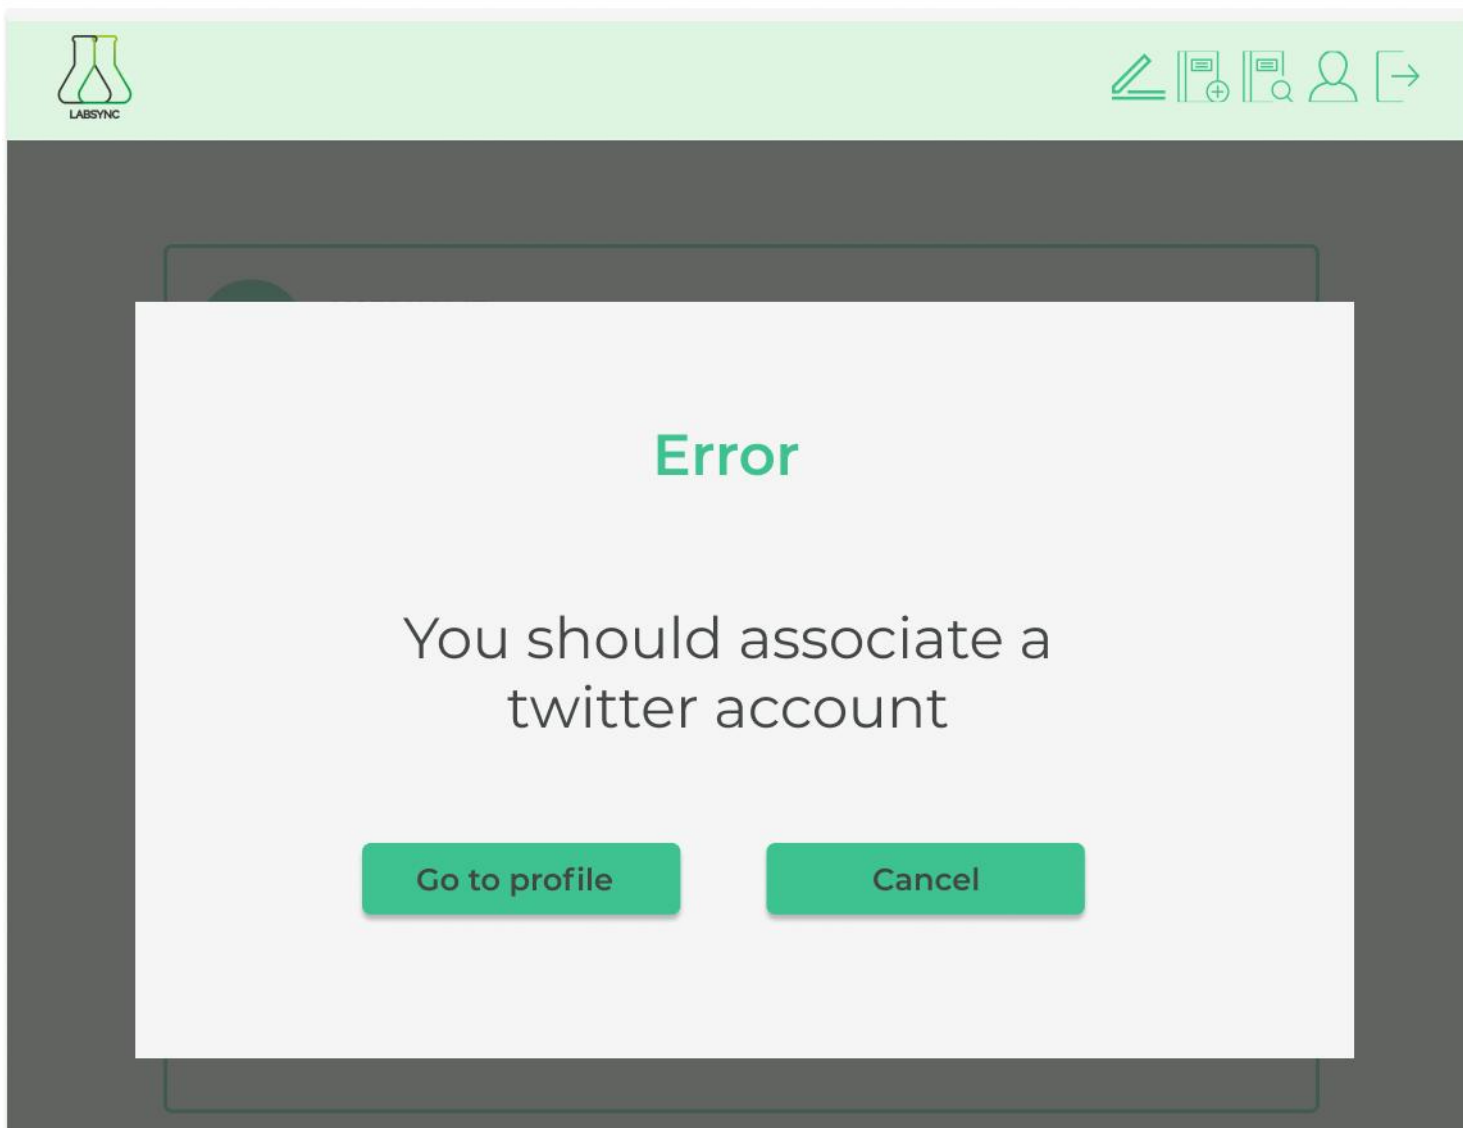 LABSYNC
Error
You should associate a
twitter account
Go to profile
Cancel